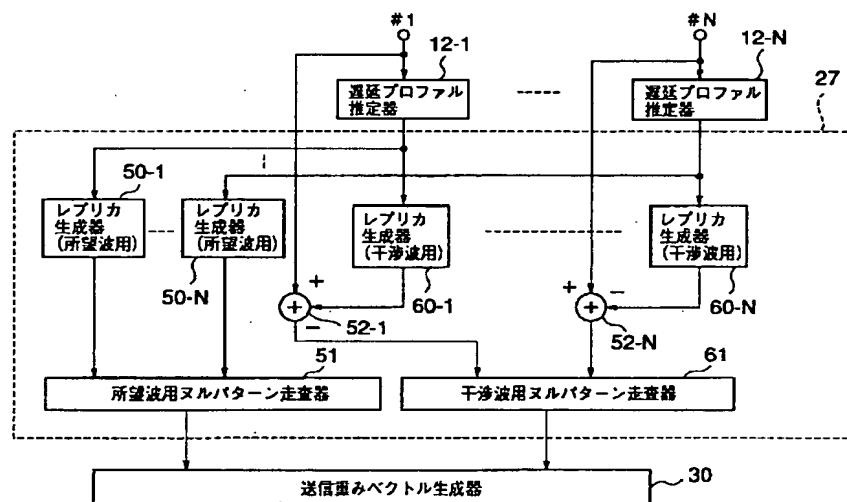 #1
#N
12-1
12-N
遅延プロファル
推定器
遅延プロファル
推定器
27
50-1
レプリカ
生成器
(所望波用)
レプリカ
生成器
(所望波用)
50-N
レプリカ
生成器
(干渉波用)
60-1
レプリカ
生成器
(干渉波用)
60-N
+
+
−
52-1
+
−
+
52-N
51
所望波用ヌルパターン走査器
61
干渉波用ヌルパターン走査器
送信重みベクトル生成器
30